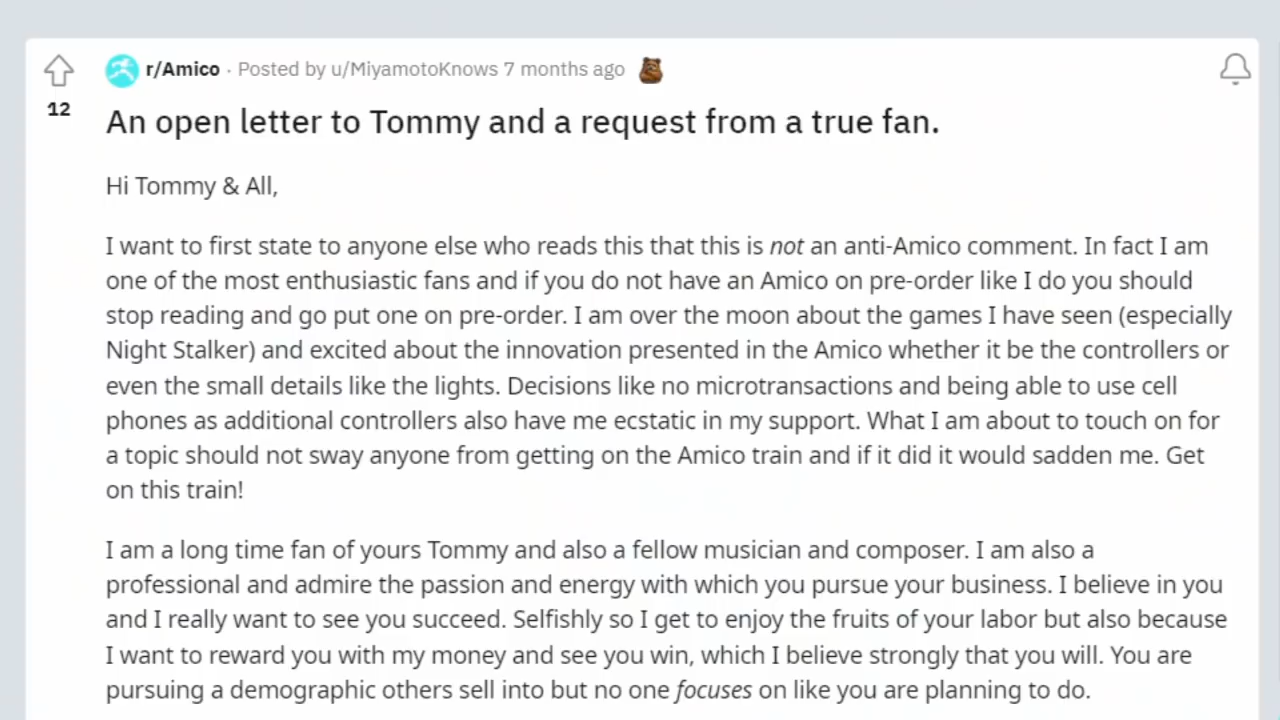 r/Amico · Posted by u/MiyamotoKnows 7 months ago
12
An open letter to Tommy and a request from a true fan.
Hi Tommy & All,
I want to first state to anyone else who reads this that this is not an anti-Amico comment. In fact I am
one of the most enthusiastic fans and if you do not have an Amico on pre-order like I do you should
stop reading and go put one on pre-order. I am over the moon about the games I have seen (especially
Night Stalker) and excited about the innovation presented in the Amico whether it be the controllers or
even the small details like the lights. Decisions like no microtransactions and being able to use cell
phones as additional controllers also have me ecstatic in my support. What I am about to touch on for
a topic should not sway anyone from getting on the Amico train and if it did it would sadden me. Get
on this train!
I am a long time fan of yours Tommy and also a fellow musician and composer. I am also a
professional and admire the passion and energy with which you pursue your business. I believe in you
and I really want to see you succeed. Selfishly so I get to enjoy the fruits of your labor but also because
I want to reward you with my money and see you win, which I believe strongly that you will. You are
pursuing a demographic others sell into but no one focuses on like you are planning to do.